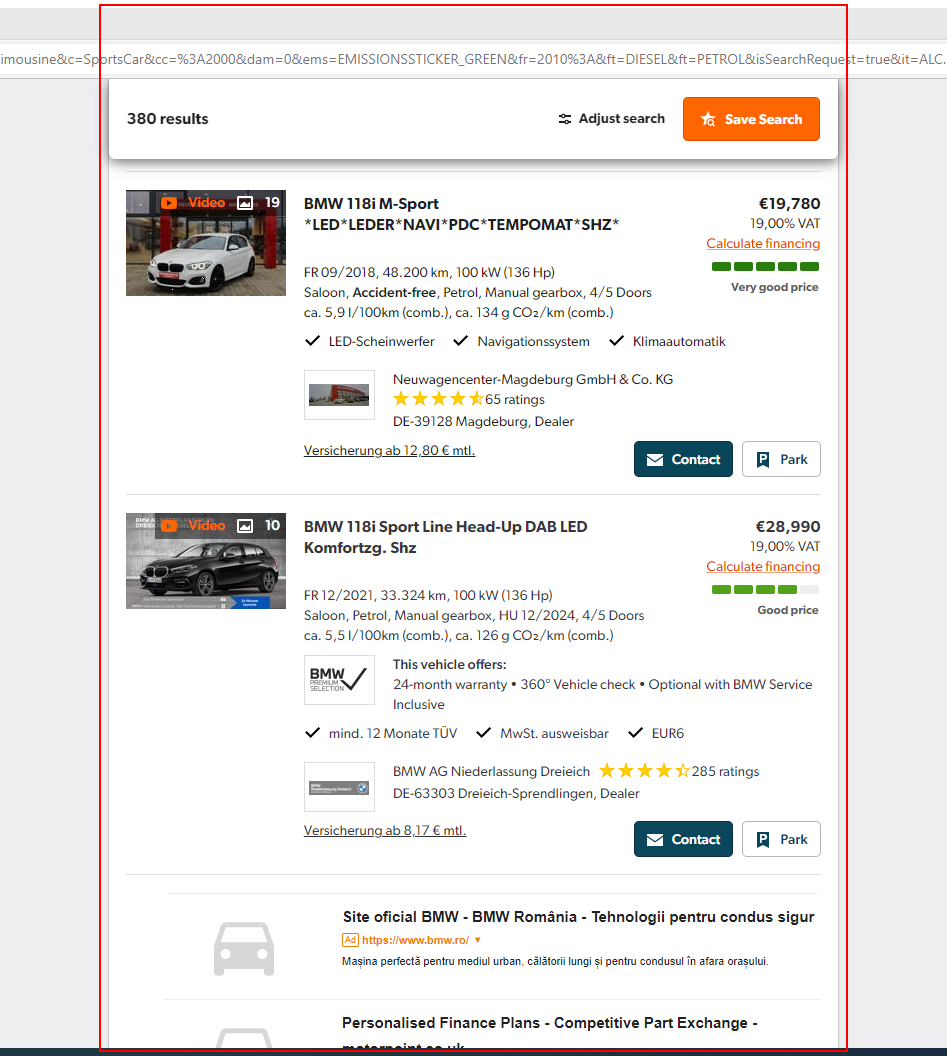 imousine&c=SportsCar&cc=%3A2000&dam=0&ems=EMISSIONSSTICKER_GREEN&fr=2010%3A&ft=DIESEL&ft=PETROL&isSearchRequest=true&it=ALC.
380 results
Adjust search
Save Search
Video 19
BMW 118i M-Sport
*LED*LEDER*NAVI*PDC*TEMPOMAT*SHZ*
€19,780
19,00% VAT
Calculate financing
Very good price
FR 09/2018, 48.200 km, 100 kW (136 Hp)
Saloon, Accident-free, Petrol, Manual gearbox, 4/5 Doors
ca. 5,9 l/100km (comb.), ca. 134 g CO₂/km (comb.)
LED-Scheinwerfer Navigationssystem Klimaautomatik
Neuwagencenter-Magdeburg GmbH & Co. KG
65 ratings
DE-39128 Magdeburg, Dealer
Versicherung ab 12,80 € mtl.
Contact
Park
Video 10
BMW 118i Sport Line Head-Up DAB LED
Komfortzg. Shz
€28,990
19,00% VAT
Calculate financing
Good price
FR 12/2021, 33.324 km, 100 kW (136 Hp)
Saloon, Petrol, Manual gearbox, HU 12/2024, 4/5 Doors
ca. 5,5 l/100km (comb.), ca. 126 g CO₂/km (comb.)
BMW
PREMIUM
SELECTION
This vehicle offers:
24-month warranty • 360° Vehicle check • Optional with BMW Service
Inclusive
mind. 12 Monate TÜV MwSt. ausweisbar EUR6
BMW AG Niederlassung Dreieich 285 ratings
DE-63303 Dreieich-Sprendlingen, Dealer
Versicherung ab 8,17 € mtl.
Contact
Park
Site oficial BMW - BMW România - Tehnologii pentru condus sigur
Ad https://www.bmw.ro/
Mașina perfectă pentru mediul urban, călătorii lungi și pentru condusul în afara orașului.
Personalised Finance Plans - Competitive Part Exchange -
motorpoint.co.uk